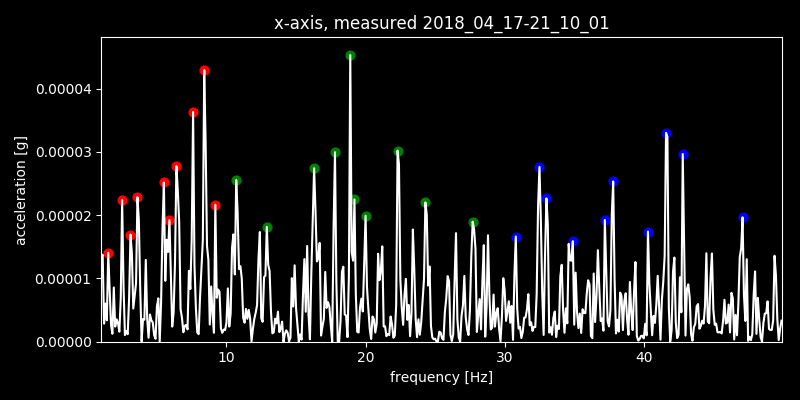 x-axis, measured 2018_04_17-21_10_01
acceleration [g]
0.00004
0.00003
0.00002
0.00001
0.00000
10 20 30 40
frequency [Hz]